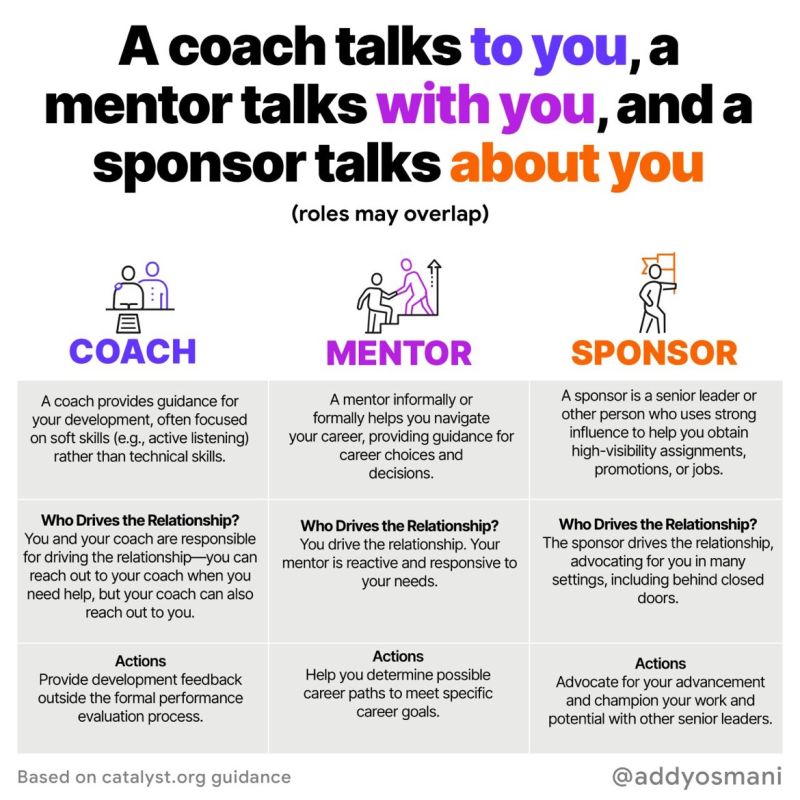 A coach talks to you, a
mentor talks with you, and a
sponsor talks about you
(roles may overlap)
COACH
A coach provides guidance for
your development, often focused
on soft skills (e.g., active listening)
rather than technical skills.
Who Drives the Relationship?
You and your coach are responsible
for driving the relationship—you can
reach out to your coach when you
need help, but your coach can also
reach out to you.
Actions
Provide development feedback
outside the formal performance
evaluation process.
MENTOR
A mentor informally or
formally helps you navigate
your career, providing guidance for
career choices and
decisions.
Who Drives the Relationship?
You drive the relationship. Your
mentor is reactive and responsive to
your needs.
Actions
Help you determine possible
career paths to meet specific
career goals.
SPONSOR
A sponsor is a senior leader or
other person who uses strong
influence to help you obtain
high-visibility assignments,
promotions, or jobs.
Who Drives the Relationship?
The sponsor drives the relationship,
advocating for you in many
settings, including behind closed
doors.
Actions
Advocate for your advancement
and champion your work and
potential with other senior leaders.
Based on catalyst.org guidance
@addyosmani